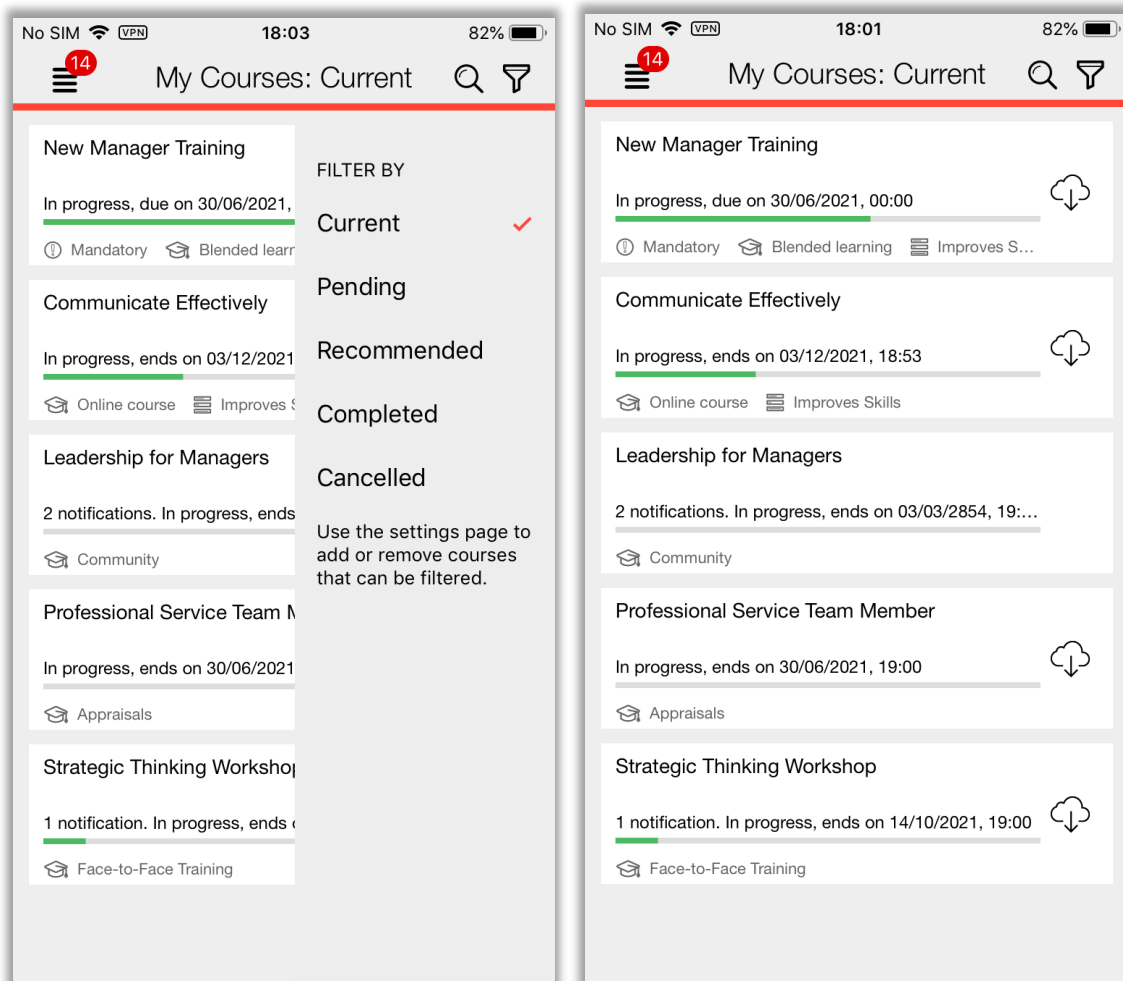 No SIM VPN 18:03 82%
14
My Courses: Current
New Manager Training
In progress, due on 30/06/2021,
Mandatory Blended learr
Communicate Effectively
In progress, ends on 03/12/2021
Online course Improves S
Leadership for Managers
2 notifications. In progress, ends
Community
Professional Service Team M
In progress, ends on 30/06/2021
Appraisals
Strategic Thinking Workshop
1 notification. In progress, ends o
Face-to-Face Training
FILTER BY
Current
Pending
Recommended
Completed
Cancelled
Use the settings page to
add or remove courses
that can be filtered.
No SIM VPN 18:01 82%
14
My Courses: Current
New Manager Training
In progress, due on 30/06/2021, 00:00
Mandatory Blended learning Improves S...
Communicate Effectively
In progress, ends on 03/12/2021, 18:53
Online course Improves Skills
Leadership for Managers
2 notifications. In progress, ends on 03/03/2854, 19:...
Community
Professional Service Team Member
In progress, ends on 30/06/2021, 19:00
Appraisals
Strategic Thinking Workshop
1 notification. In progress, ends on 14/10/2021, 19:00
Face-to-Face Training